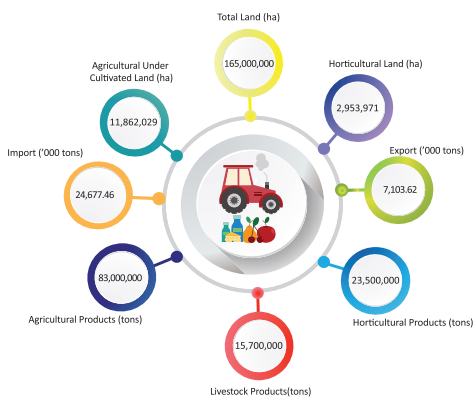 Total Land (ha)
165,000,000
Horticultural Land (ha)
2,953,971
Export ('000 tons)
7,103.62
23,500,000
Horticultural Products (tons)
15,700,000
Livestock Products(tons)
83,000,000
Agricultural Products (tons)
Import ('000 tons)
24,677.46
Agricultural Under
Cultivated Land (ha)
11,862,029